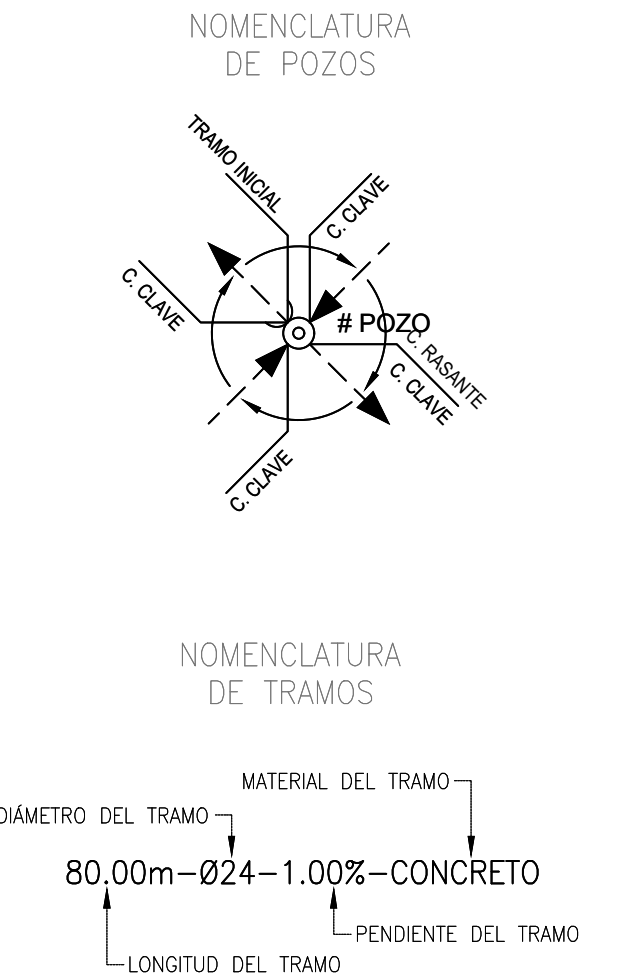 NOMENCLATURA
DE POZOS
TRAMO INICIAL
C. CLAVE
C. CLAVE
# POZO
C. RASANTE
C. CLAVE
C. CLAVE
NOMENCLATURA
DE TRAMOS
MATERIAL DEL TRAMO
DIÁMETRO DEL TRAMO
80.00m-Ø24-1.00%-CONCRETO
PENDIENTE DEL TRAMO
LONGITUD DEL TRAMO